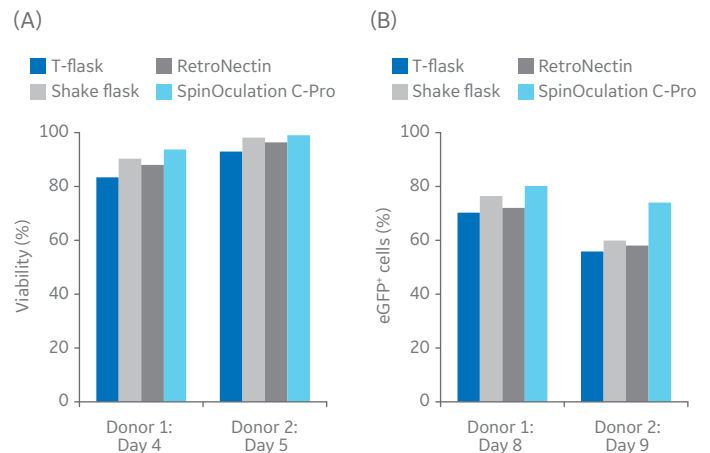 (A)
T-flask
RetroNectin
Shake flask
SpinOculation C-Pro
Viability (%)
100
80
60
40
20
0
Donor 1:
Day 4
Donor 2:
Day 5
(B)
T-flask
RetroNectin
Shake flask
SpinOculation C-Pro
eGFP⁺ cells (%)
100
80
60
40
20
0
Donor 1:
Day 8
Donor 2:
Day 9